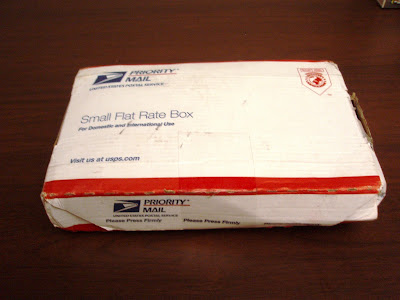 PRIORITY
MAIL
UNITED STATES POSTAL SERVICE
Small Flat Rate Box
For Domestic and International Use
Visit us at usps.com
PRIORITY
MAIL
UNITED STATES POSTAL SERVICE
Please Press Firmly
Please Press Firmly